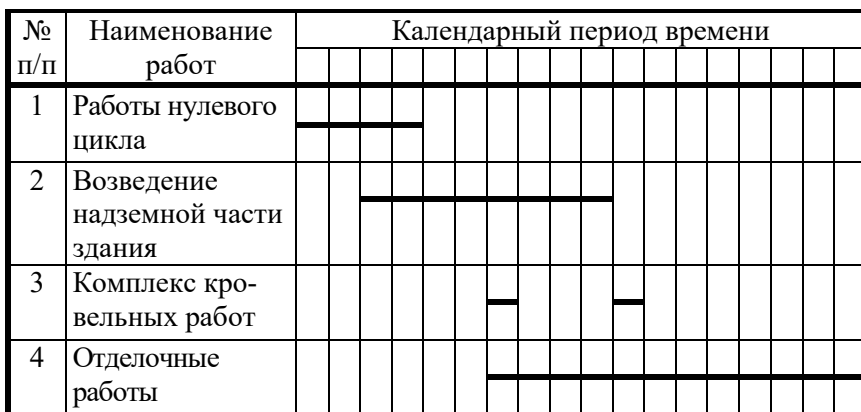 № Наименование Календарный период времени
п/п работ
1 Работы нулевого
цикла
2 Возведение
надземной части
здания
3 Комплекс кро-
вельных работ
4 Отделочные
работы